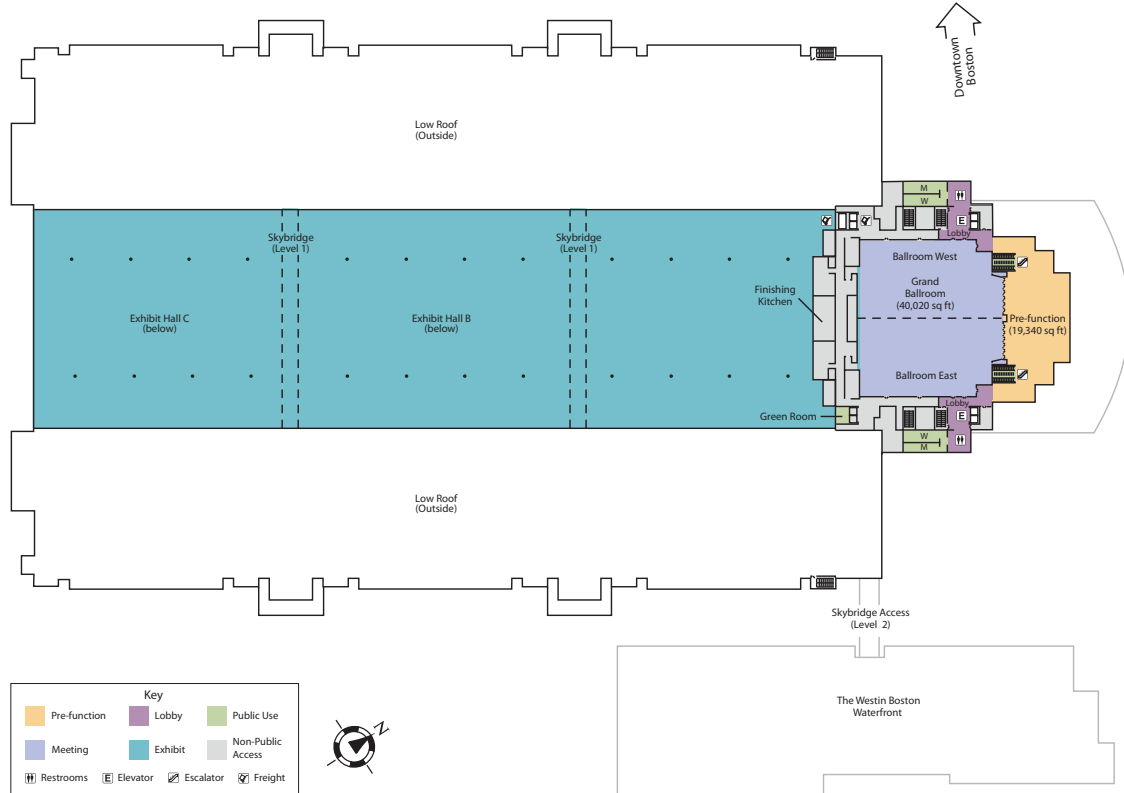 Downtown
Boston
Low Roof
(Outside)
M
W
E
Skybridge
(Level 1)
Skybridge
(Level 1)
Lobby
Ballroom West
Grand
Ballroom
(40,020 sq ft)
Finishing
Kitchen
Exhibit Hall C
(below)
Exhibit Hall B
(below)
Pre-function
(19,340 sq ft)
Ballroom East
Lobby
Green Room
E
W
M
Low Roof
(Outside)
Skybridge Access
(Level 2)
The Westin Boston
Waterfront
Key
Pre-function
Lobby
Public Use
Meeting
Exhibit
Non-Public
Access
Restrooms
E Elevator
Escalator
Freight
N